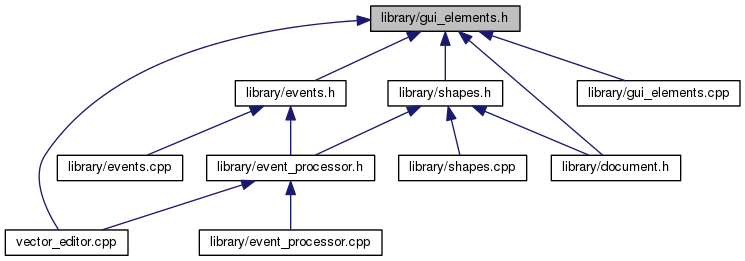 library/gui_elements.h
library/events.h
library/shapes.h
library/gui_elements.cpp
library/events.cpp
library/event_processor.h
library/shapes.cpp
library/document.h
vector_editor.cpp
library/event_processor.cpp